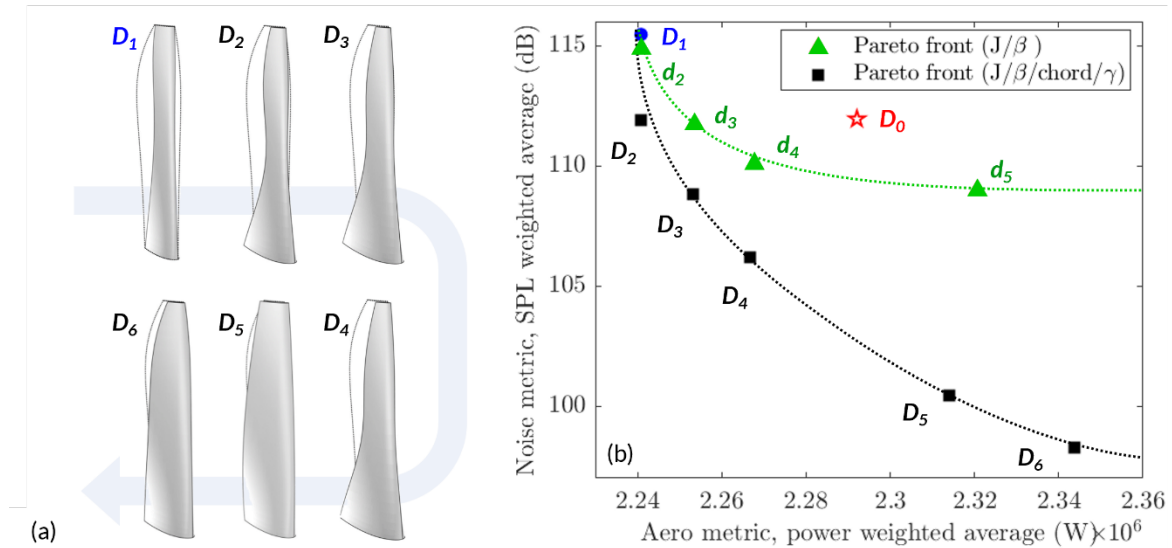 D1
D2
D3
D6
D5
D4
(a)
Noise metric, SPL weighted average (dB)
115
110
105
100
D1
d2
d3
d4
d5
D0
D2
D3
D4
D5
D6
Pareto front (J/β )
Pareto front (J/β/chord/γ)
(b)
2.24 2.26 2.28 2.3 2.32 2.34 2.36
Aero metric, power weighted average (W)×10^6